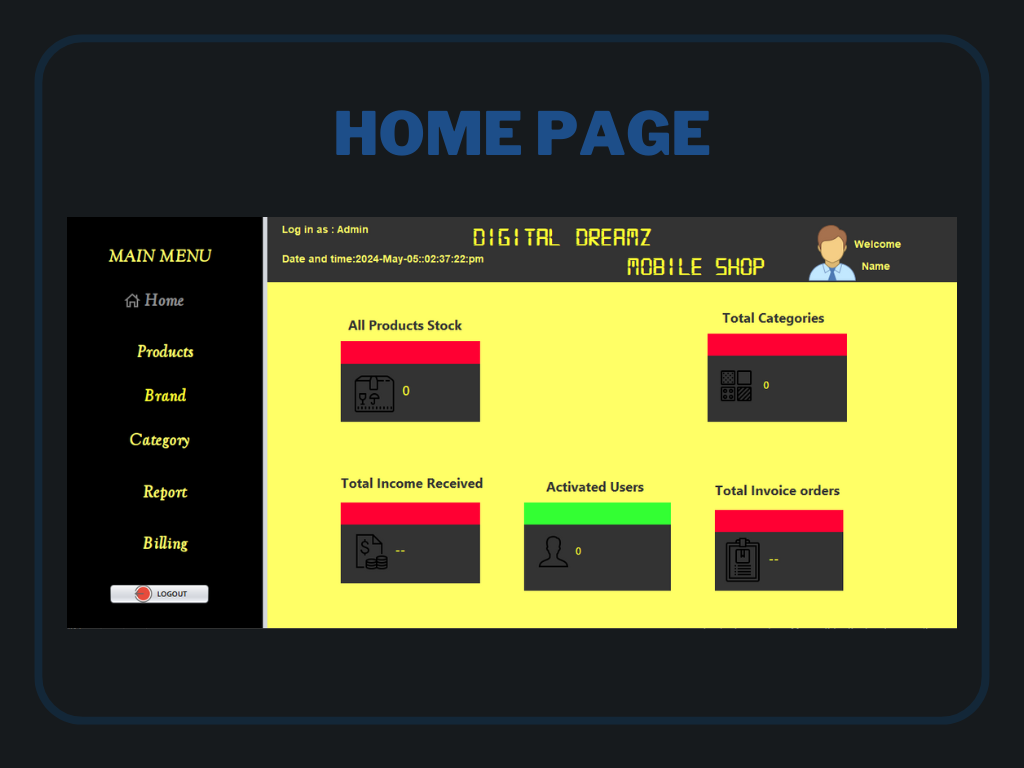 HOME PAGE
MAIN MENU
Home
Products
Brand
Category
Report
Billing
LOGOUT
Log in as : Admin
Date and time:2024-May-05::02:37:22:pm
DIGITAL DREAMZ
MOBILE SHOP
Welcome
Name
All Products Stock
0
Total Categories
0
Total Income Received
--
Activated Users
0
Total Invoice orders
--